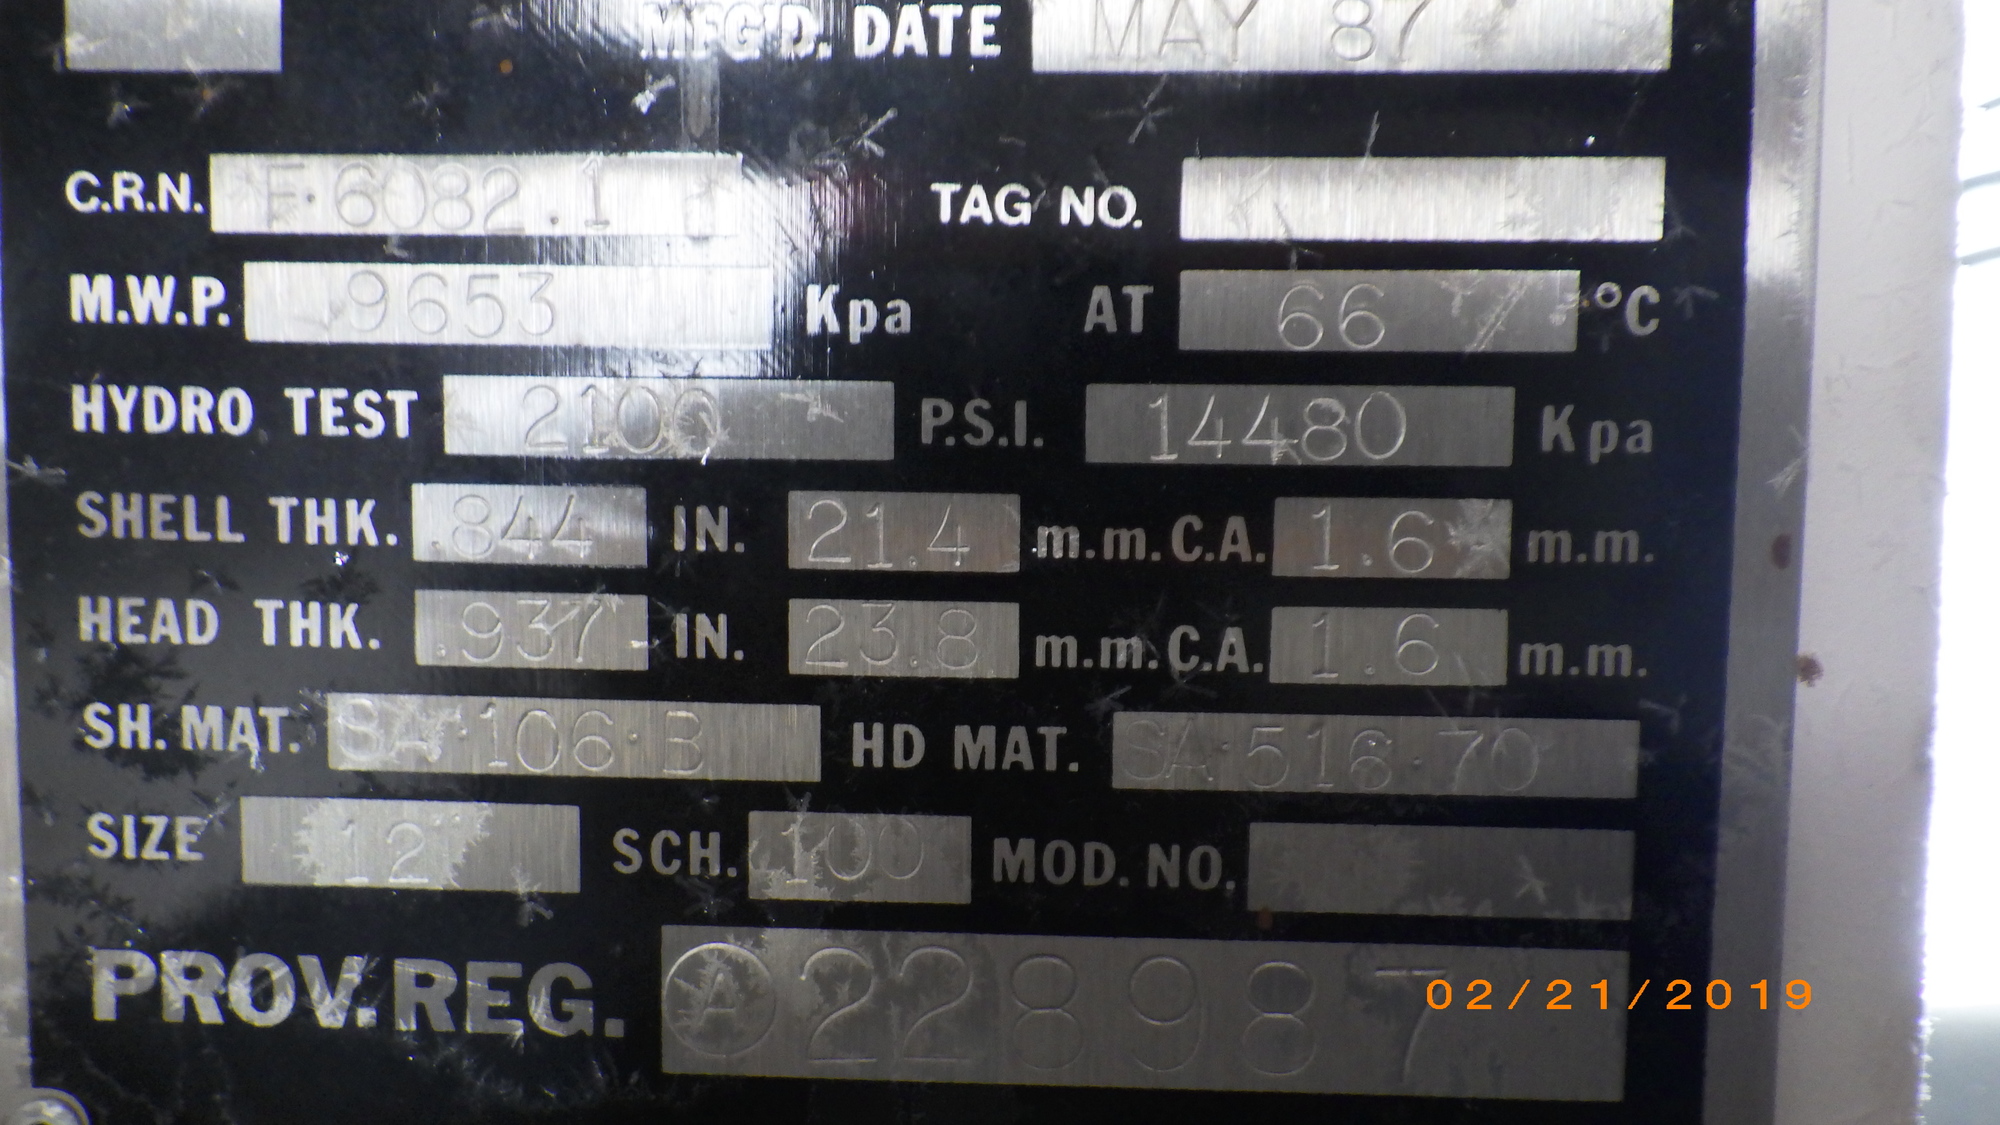 MFG'D. DATE MAY 87
C.R.N. F·6082.1 TAG NO.
M.W.P. 9653 Kpa AT 66 °C
HYDRO TEST 2100 P.S.I. 14480 Kpa
SHELL THK. .844 IN. 21.4 m.m. C.A. 1.6 m.m.
HEAD THK. .937 IN. 23.8 m.m. C.A. 1.6 m.m.
SH. MAT. SA·106·B HD MAT. SA·516·70
SIZE 12" SCH. 100 MOD. NO.
PROV. REG. A 228987
02/21/2019